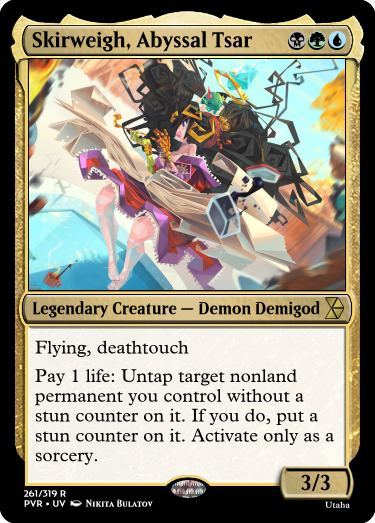 Skirweigh, Abyssal Tsar
Legendary Creature — Demon Demigod
Flying, deathtouch
Pay 1 life: Untap target nonland
permanent you control without a
stun counter on it. If you do, put a
stun counter on it. Activate only as a
sorcery.
3/3
261/319 R
PVR • UV Nikita Bulatov
Utaha